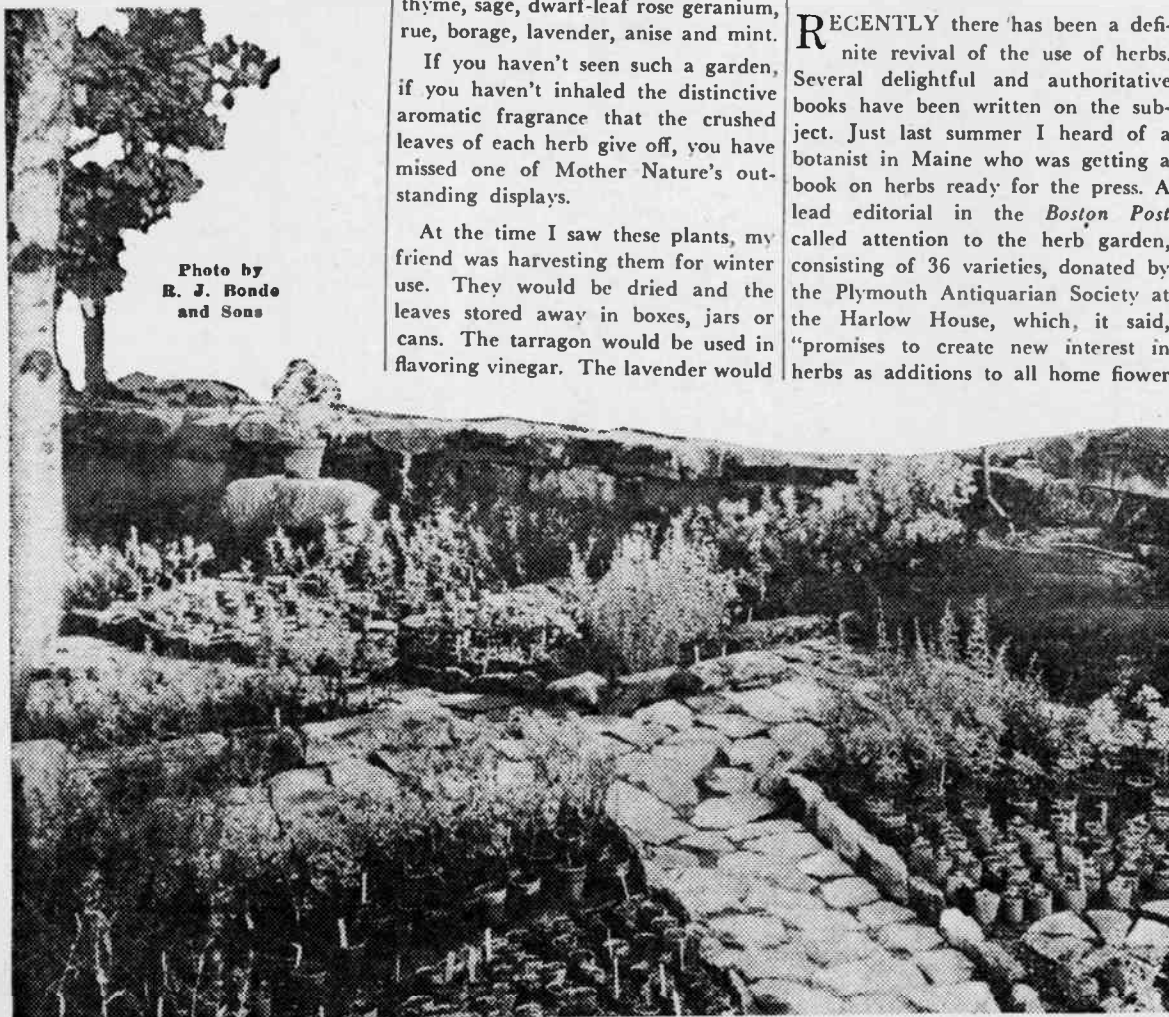 Photo by
R. J. Bonde
and Sons
thyme, sage, dwarf-leaf rose geranium,
rue, borage, lavender, anise and mint.
If you haven't seen such a garden,
if you haven't inhaled the distinctive
aromatic fragrance that the crushed
leaves of each herb give off, you have
missed one of Mother Nature's out-
standing displays.
At the time I saw these plants, my
friend was harvesting them for winter
use. They would be dried and the
leaves stored away in boxes, jars or
cans. The tarragon would be used in
flavoring vinegar. The lavender would
RECENTLY there has been a defi-
nite revival of the use of herbs.
Several delightful and authoritative
books have been written on the sub-
ject. Just last summer I heard of a
botanist in Maine who was getting a
book on herbs ready for the press. A
lead editorial in the Boston Post
called attention to the herb garden,
consisting of 36 varieties, donated by
the Plymouth Antiquarian Society at
the Harlow House, which, it said,
"promises to create new interest in
herbs as additions to all home flower